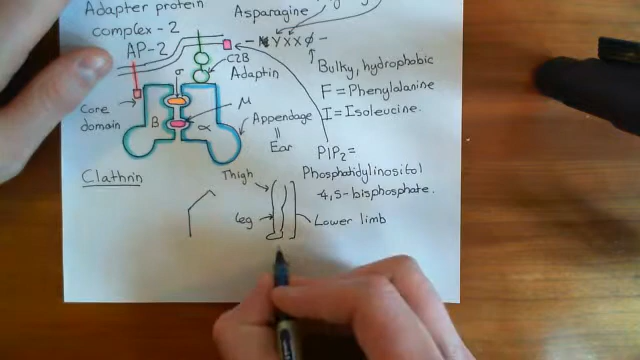 Adapter protein
complex-2
AP-2
Asparagine
- NYXXØ -
C2B
Adaptin
Bulky, hydrophobic
F = Phenylalanine
I = Isoleucine.
σ
μ
Core
domain
β
α
Appendage
=
Ear
PIP2 =
Phosphatidylinositol
-4,5-bisphosphate.
Clathrin
Thigh
Leg
Lower limb